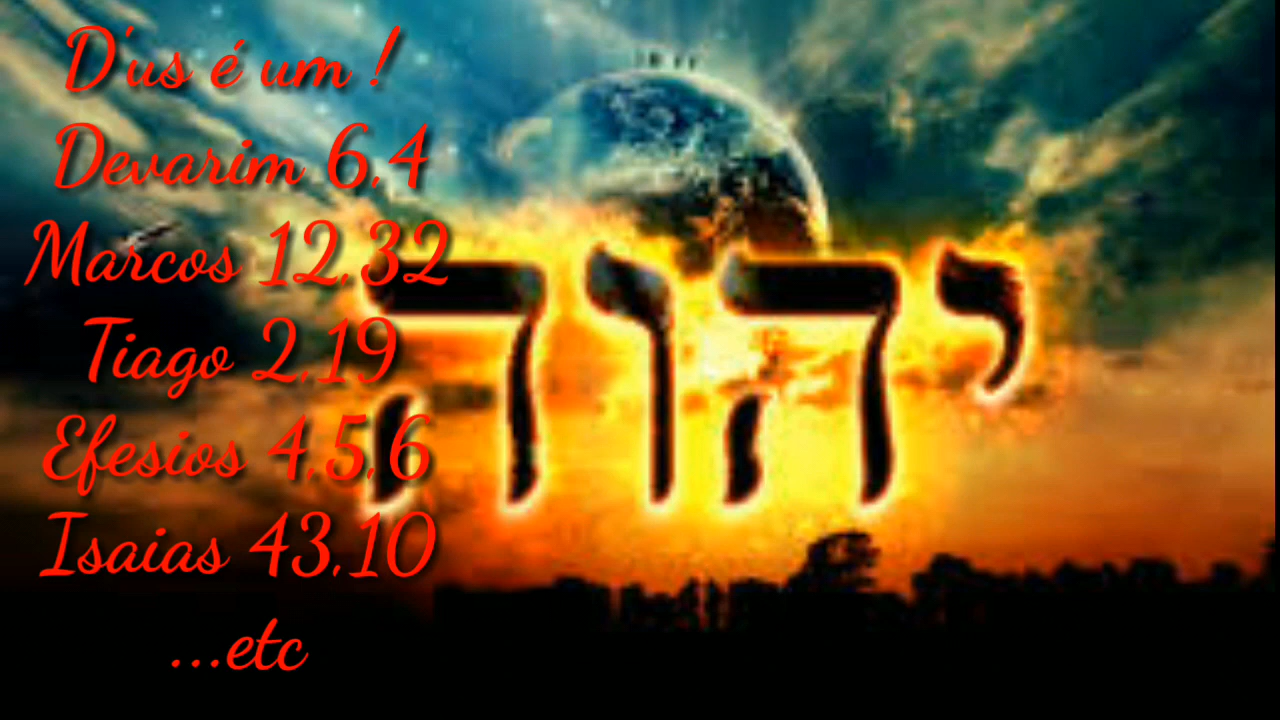 D'us é um !
Devarim 6,4
Marcos 12,32
Tiago 2,19
Efesios 4,5,6
Isaias 43,10
...etc
יהוה